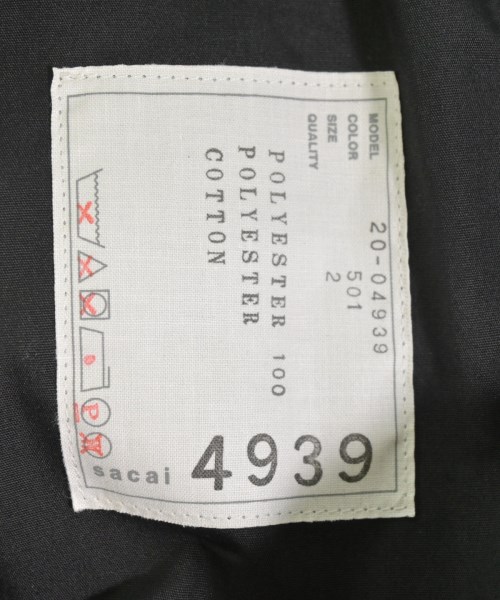 MODEL 20-04939
COLOR 501
SIZE 2
QUALITY
POLYESTER 100
POLYESTER
COTTON
P
W
sacai 4939